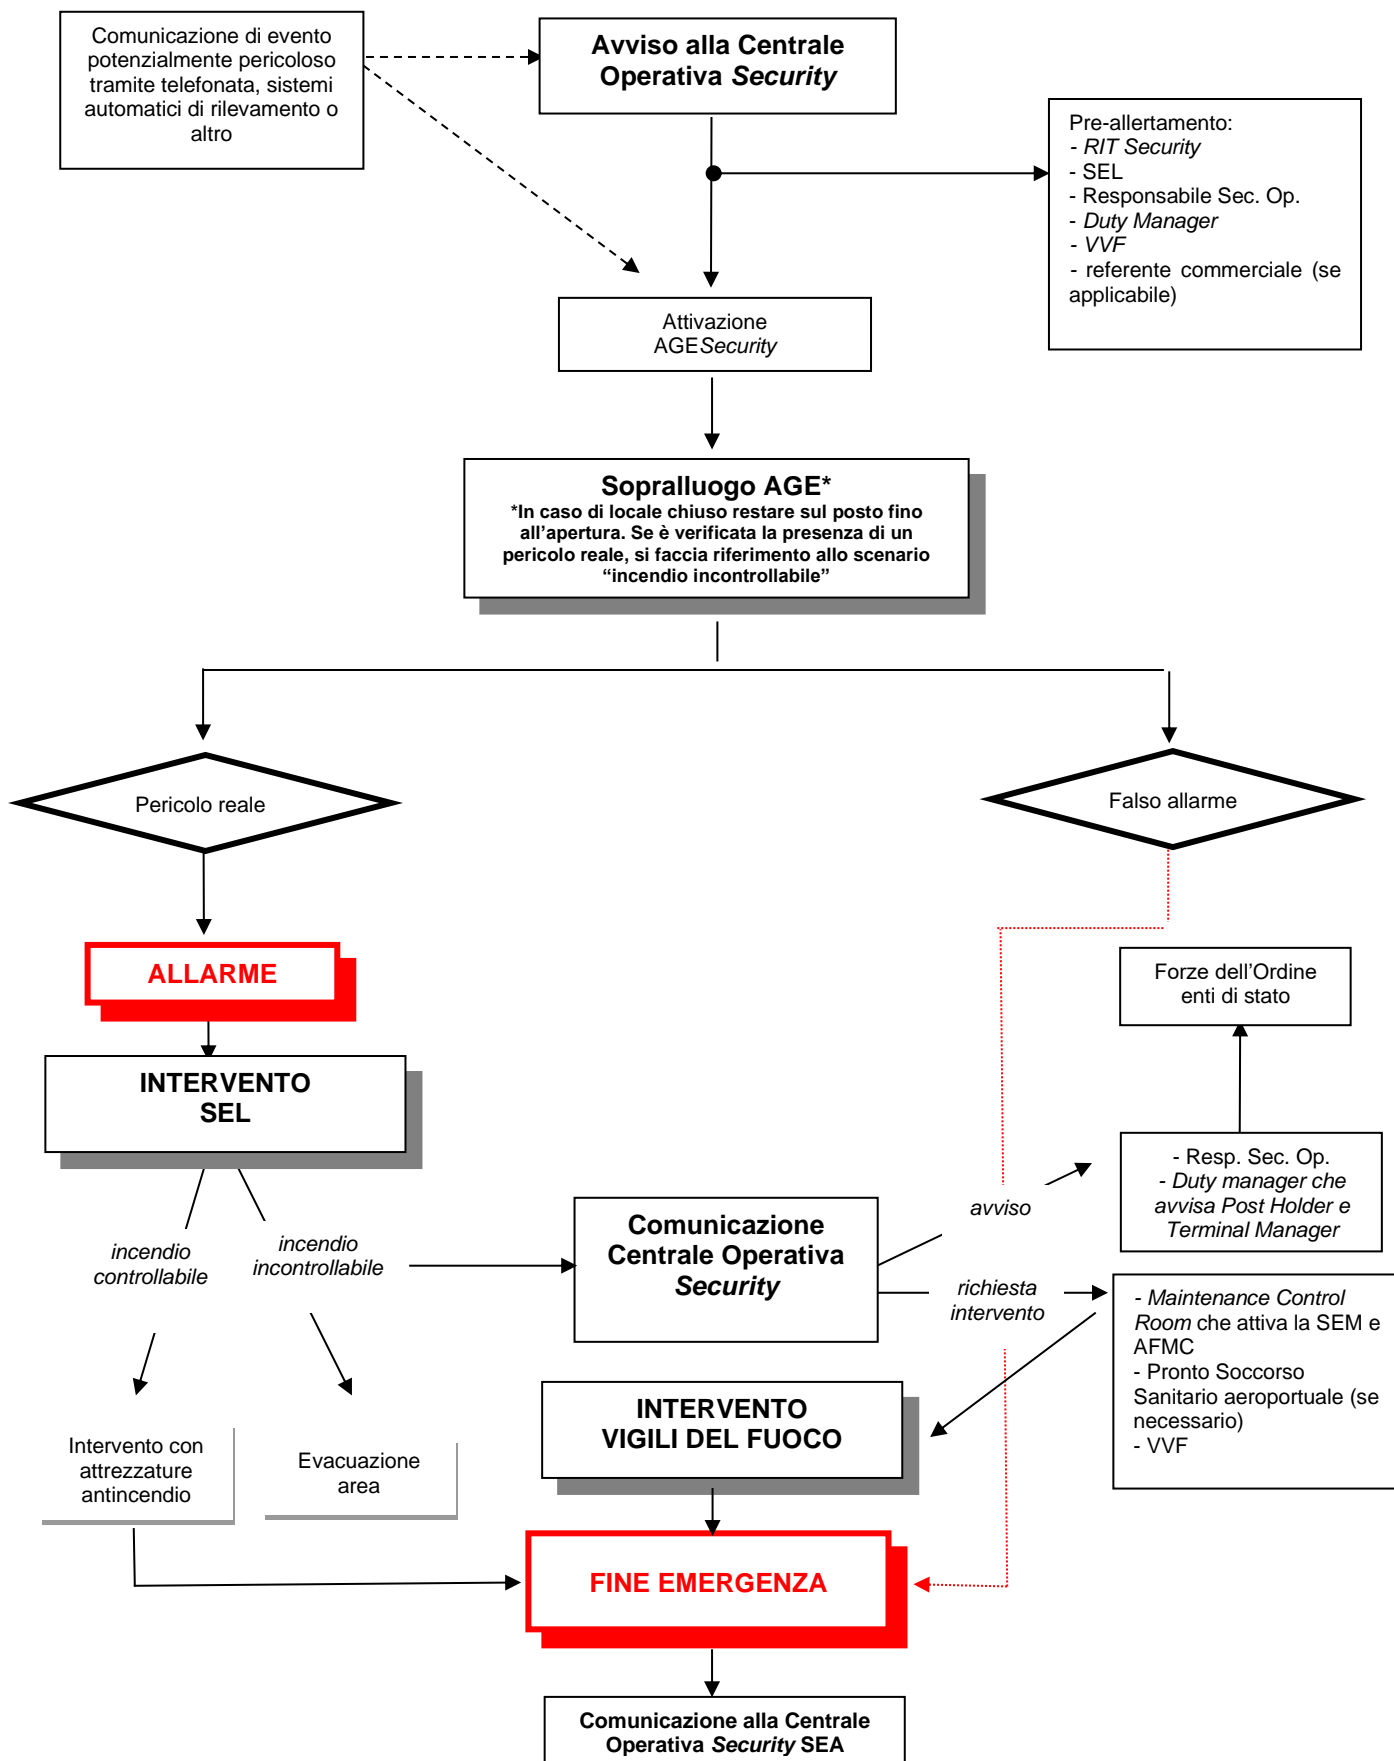 Comunicazione di evento
potenzialmente pericoloso
tramite telefonata, sistemi
automatici di rilevamento o
altro
Avviso alla Centrale
Operativa Security
Pre-allertamento:
- RIT Security
- SEL
- Responsabile Sec. Op.
- Duty Manager
- VVF
- referente commerciale (se
applicabile)
Attivazione
AGESecurity
Sopralluogo AGE*
*In caso di locale chiuso restare sul posto fino
all’apertura. Se è verificata la presenza di un
pericolo reale, si faccia riferimento allo scenario
“incendio incontrollabile”
Pericolo reale
Falso allarme
ALLARME
Forze dell’Ordine
enti di stato
INTERVENTO
SEL
- Resp. Sec. Op.
- Duty manager che
avvisa Post Holder e
Terminal Manager
avviso
incendio
controllabile
incendio
incontrollabile
Comunicazione
Centrale Operativa
Security
richiesta
intervento
- Maintenance Control
Room che attiva la SEM e
AFMC
- Pronto Soccorso
Sanitario aeroportuale (se
necessario)
- VVF
INTERVENTO
VIGILI DEL FUOCO
Intervento con
attrezzature
antincendio
Evacuazione
area
FINE EMERGENZA
Comunicazione alla Centrale
Operativa Security SEA